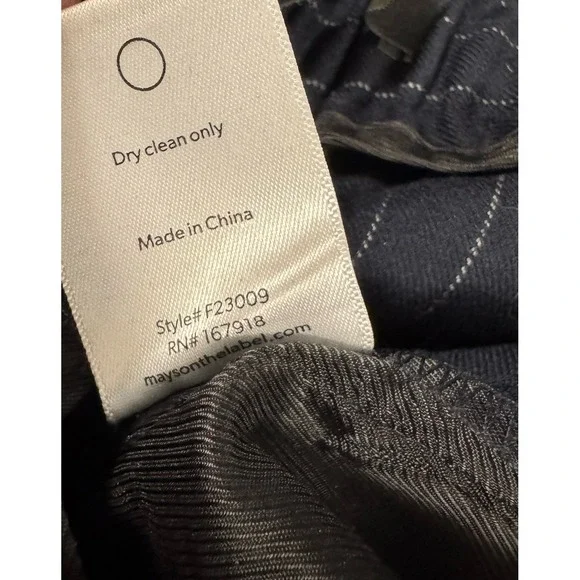 Dry clean only
Made in China
Style# F23009
RN# 167918
maysonthelabel.com